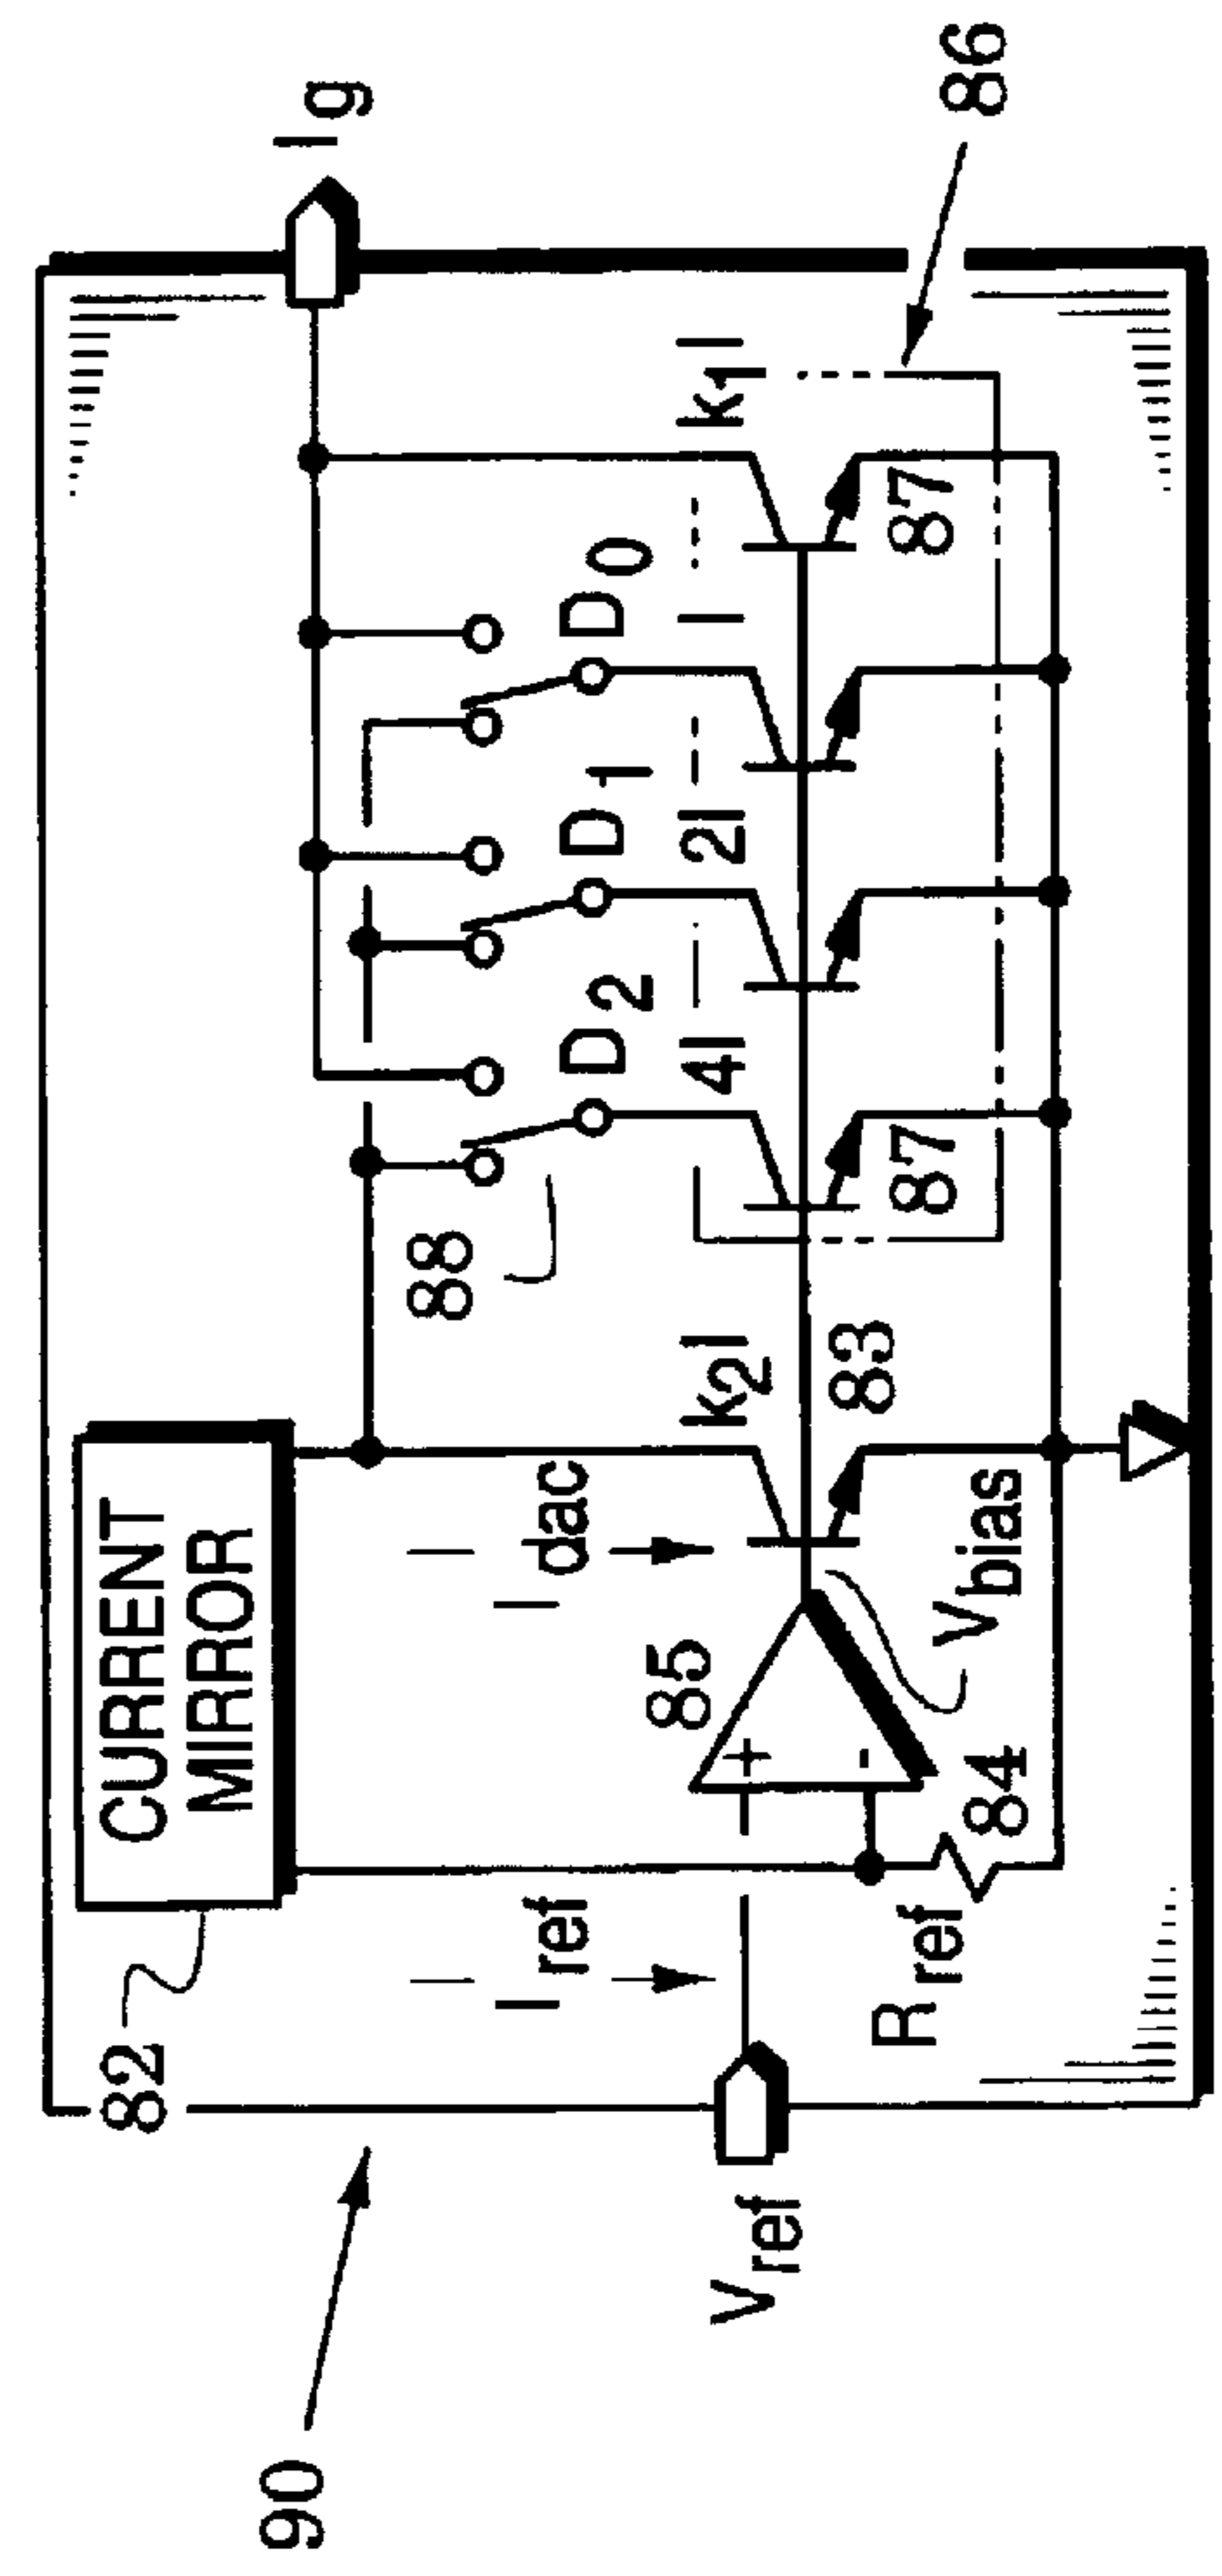 90
82
CURRENT
MIRROR
Vref
Iref
Rref
84
85
Idac
Vbias
k2I
83
88
87
D2
4I
D1
2I
D0
I
k1I
87
86
Ig
+
-